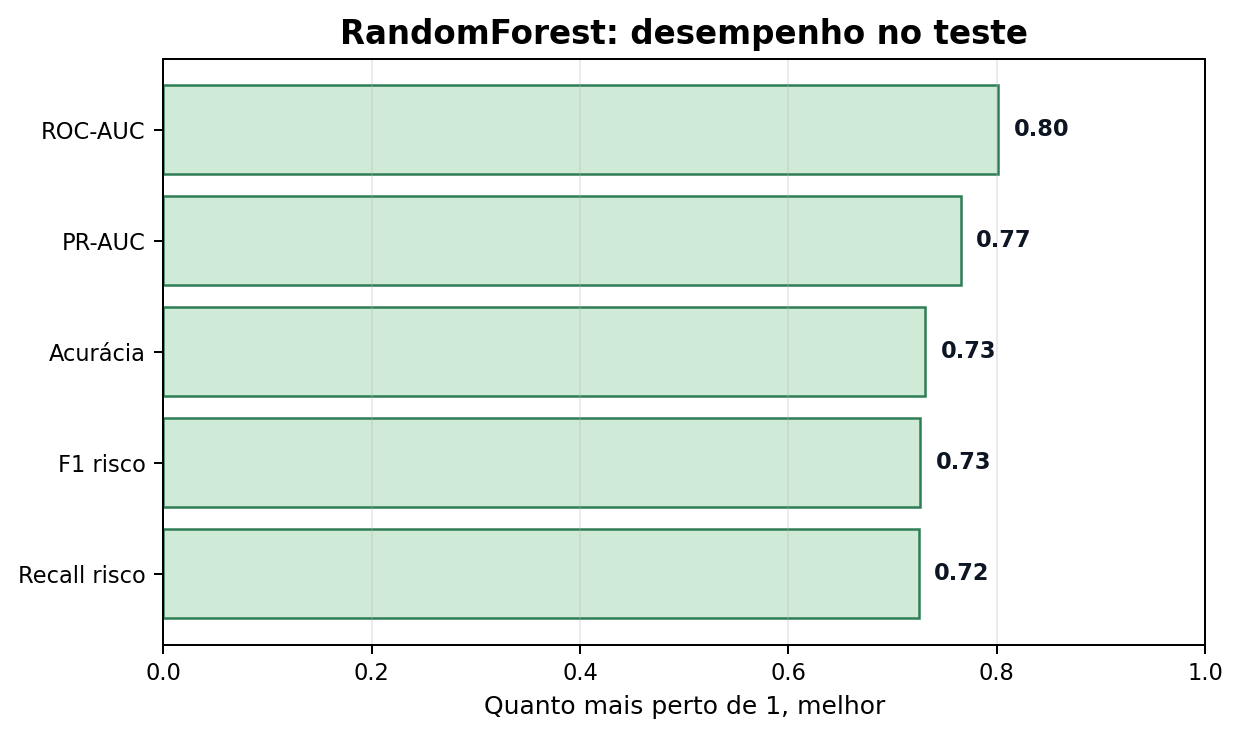 RandomForest: desempenho no teste
ROC-AUC
0.80
PR-AUC
0.77
Acurácia
0.73
F1 risco
0.73
Recall risco
0.72
0.0 0.2 0.4 0.6 0.8 1.0
Quanto mais perto de 1, melhor